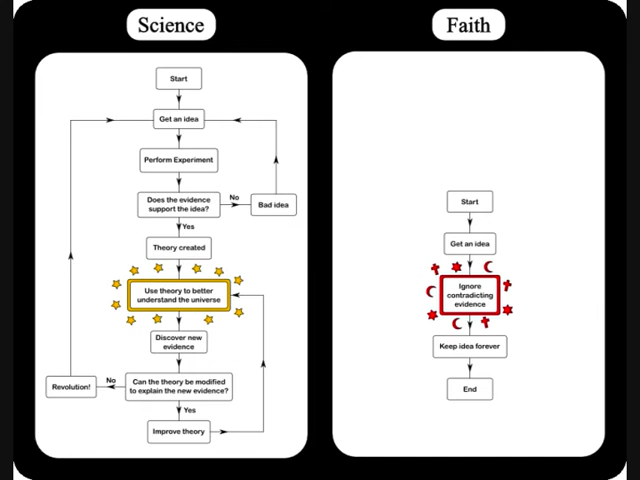 Science
Start
Get an idea
Perform Experiment
Does the evidence
support the idea?
No
Bad idea
Yes
Theory created
Use theory to better
understand the universe
Discover new
evidence
Can the theory be modified
to explain the new evidence?
No
Revolution!
Yes
Improve theory
Faith
Start
Get an idea
Ignore
contradicting
evidence
Keep idea forever
End